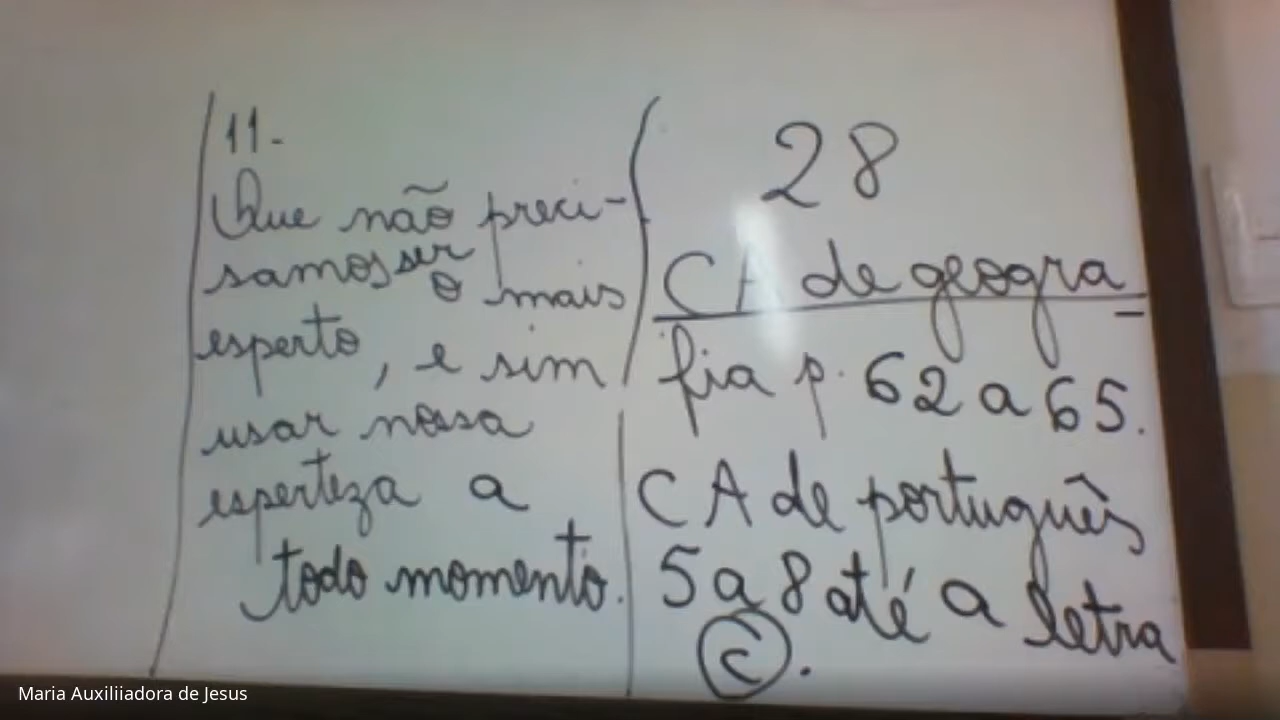 11-
Que não preci-
samos ser o mais
esperto, e sim
usar nossa
esperteza a
todo momento.
28
CA de geogra
fia p. 62 a 65.
CA de português
5 a 8 até a letra
c.
Maria Auxiliiadora de Jesus